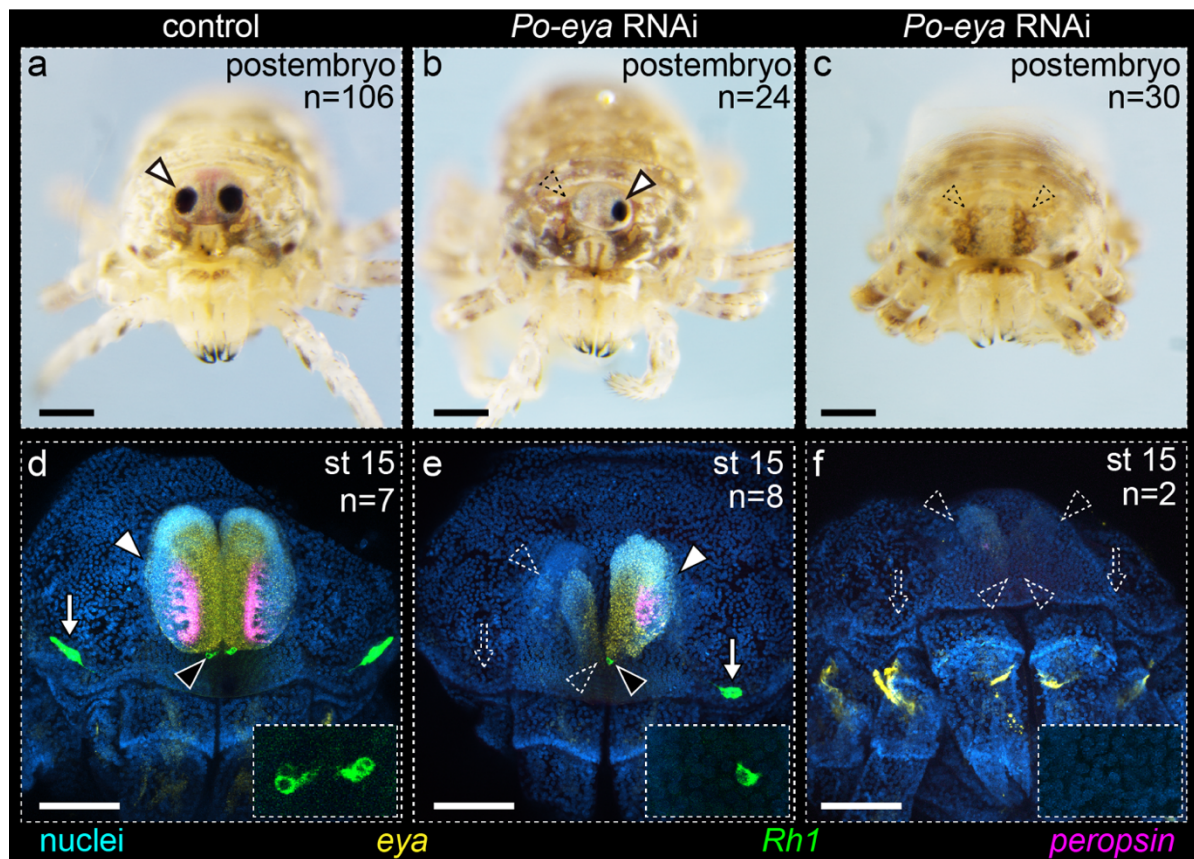 control
Po-eya RNAi
Po-eya RNAi
a
postembryo
n=106
b
postembryo
n=24
c
postembryo
n=30
d
st 15
n=7
e
st 15
n=8
f
st 15
n=2
nuclei
eya
Rh1
peropsin